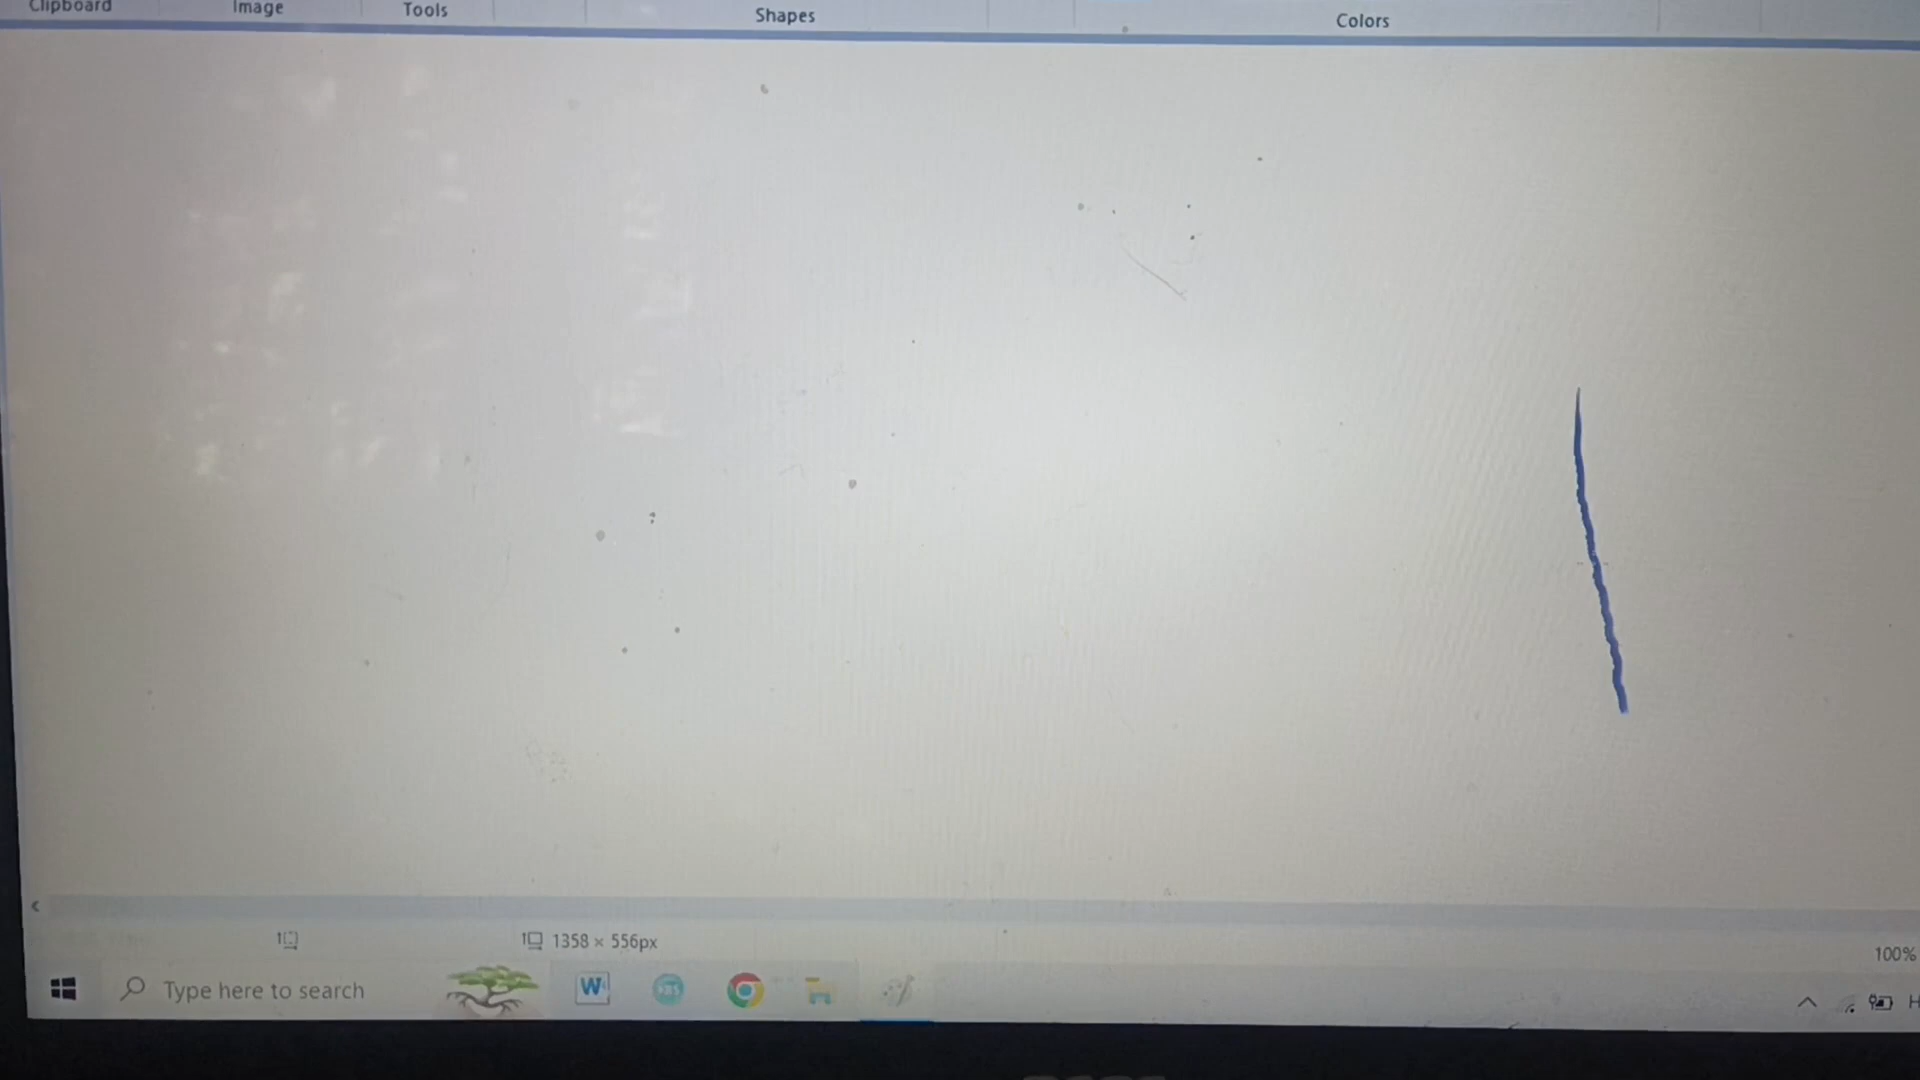 Clipboard Image Tools Shapes Colors
1358 × 556px
100%
Type here to search
W